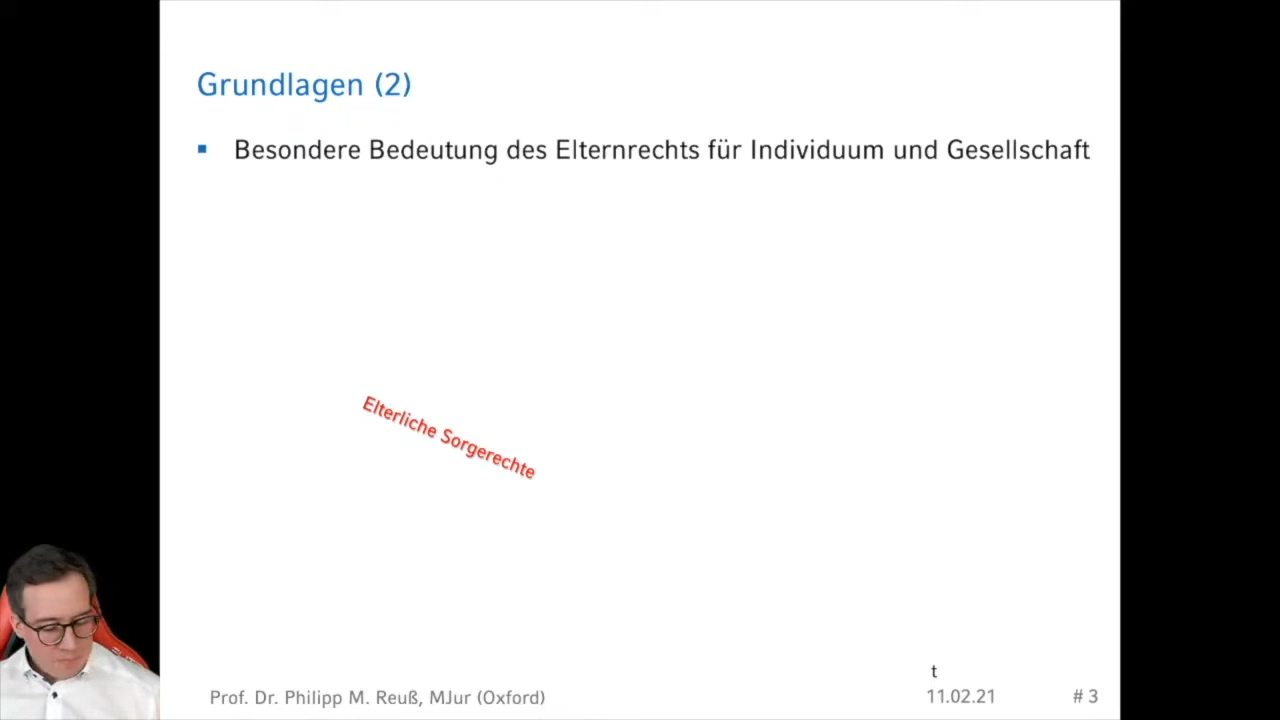 Grundlagen (2)
▪ Besondere Bedeutung des Elternrechts für Individuum und Gesellschaft
Elterliche Sorgerechte
t
Prof. Dr. Philipp M. Reuß, MJur (Oxford)
11.02.21
# 3